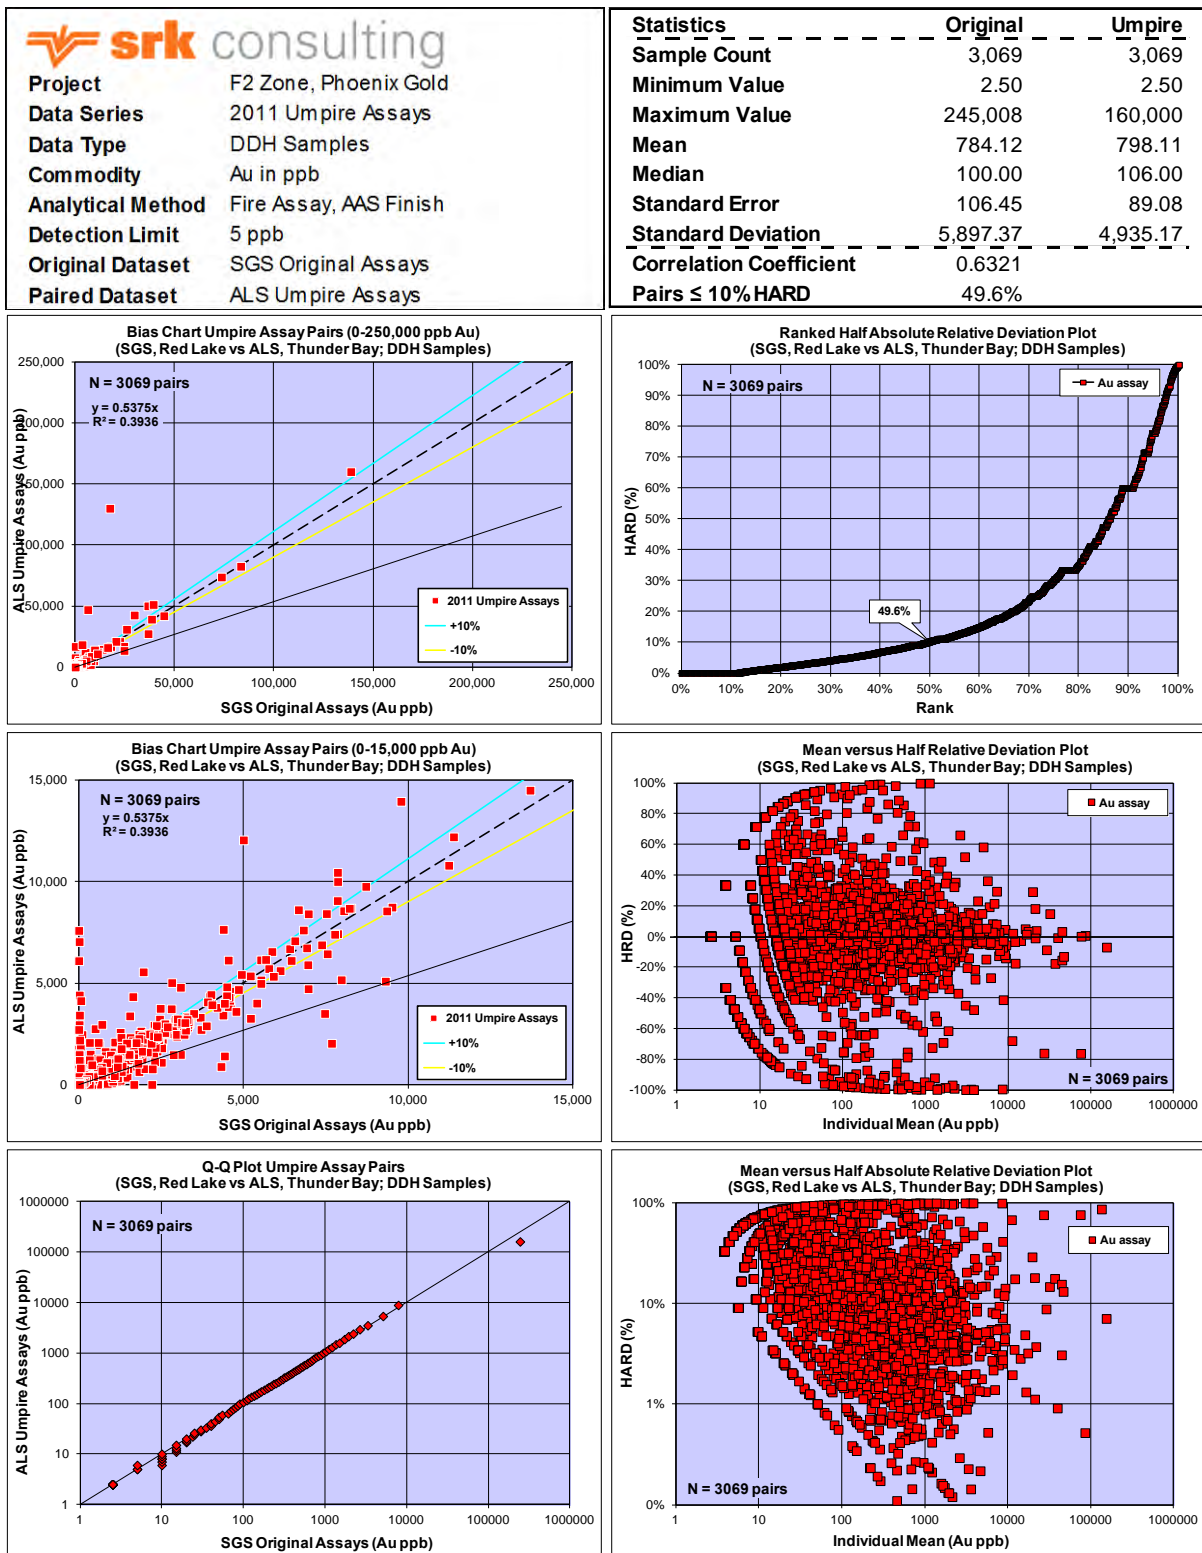 srk consulting
Project F2 Zone, Phoenix Gold
Data Series 2011 Umpire Assays
Data Type DDH Samples
Commodity Au in ppb
Analytical Method Fire Assay, AAS Finish
Detection Limit 5 ppb
Original Dataset SGS Original Assays
Paired Dataset ALS Umpire Assays
Statistics Original Umpire
Sample Count 3,069 3,069
Minimum Value 2.50 2.50
Maximum Value 245,008 160,000
Mean 784.12 798.11
Median 100.00 106.00
Standard Error 106.45 89.08
Standard Deviation 5,897.37 4,935.17
Correlation Coefficient 0.6321
Pairs ≤ 10% HARD 49.6%
Bias Chart Umpire Assay Pairs (0-250,000 ppb Au)
(SGS, Red Lake vs ALS, Thunder Bay; DDH Samples)
N = 3069 pairs
y = 0.5375x
R² = 0.3936
250,000
200,000
150,000
100,000
50,000
0
ALS Umpire Assays (Au ppb)
2011 Umpire Assays
+10%
-10%
0 50,000 100,000 150,000 200,000 250,000
SGS Original Assays (Au ppb)
Ranked Half Absolute Relative Deviation Plot
(SGS, Red Lake vs ALS, Thunder Bay; DDH Samples)
N = 3069 pairs
Au assay
49.6%
100%
90%
80%
70%
60%
50%
40%
30%
20%
10%
0%
HARD (%)
0% 10% 20% 30% 40% 50% 60% 70% 80% 90% 100%
Rank
Bias Chart Umpire Assay Pairs (0-15,000 ppb Au)
(SGS, Red Lake vs ALS, Thunder Bay; DDH Samples)
N = 3069 pairs
y = 0.5375x
R² = 0.3936
15,000
10,000
5,000
0
ALS Umpire Assays (Au ppb)
2011 Umpire Assays
+10%
-10%
0 5,000 10,000 15,000
SGS Original Assays (Au ppb)
Mean versus Half Relative Deviation Plot
(SGS, Red Lake vs ALS, Thunder Bay; DDH Samples)
Au assay
100%
80%
60%
40%
20%
0%
-20%
-40%
-60%
-80%
-100%
HRD (%)
N = 3069 pairs
1 10 100 1000 10000 100000 1000000
Individual Mean (Au ppb)
Q-Q Plot Umpire Assay Pairs
(SGS, Red Lake vs ALS, Thunder Bay; DDH Samples)
N = 3069 pairs
1000000
100000
10000
1000
100
10
1
ALS Umpire Assays (Au ppb)
1 10 100 1000 10000 100000 1000000
SGS Original Assays (Au ppb)
Mean versus Half Absolute Relative Deviation Plot
(SGS, Red Lake vs ALS, Thunder Bay; DDH Samples)
Au assay
100%
10%
1%
0%
HARD (%)
N = 3069 pairs
1 10 100 1000 10000 100000 1000000
Individual Mean (Au ppb)